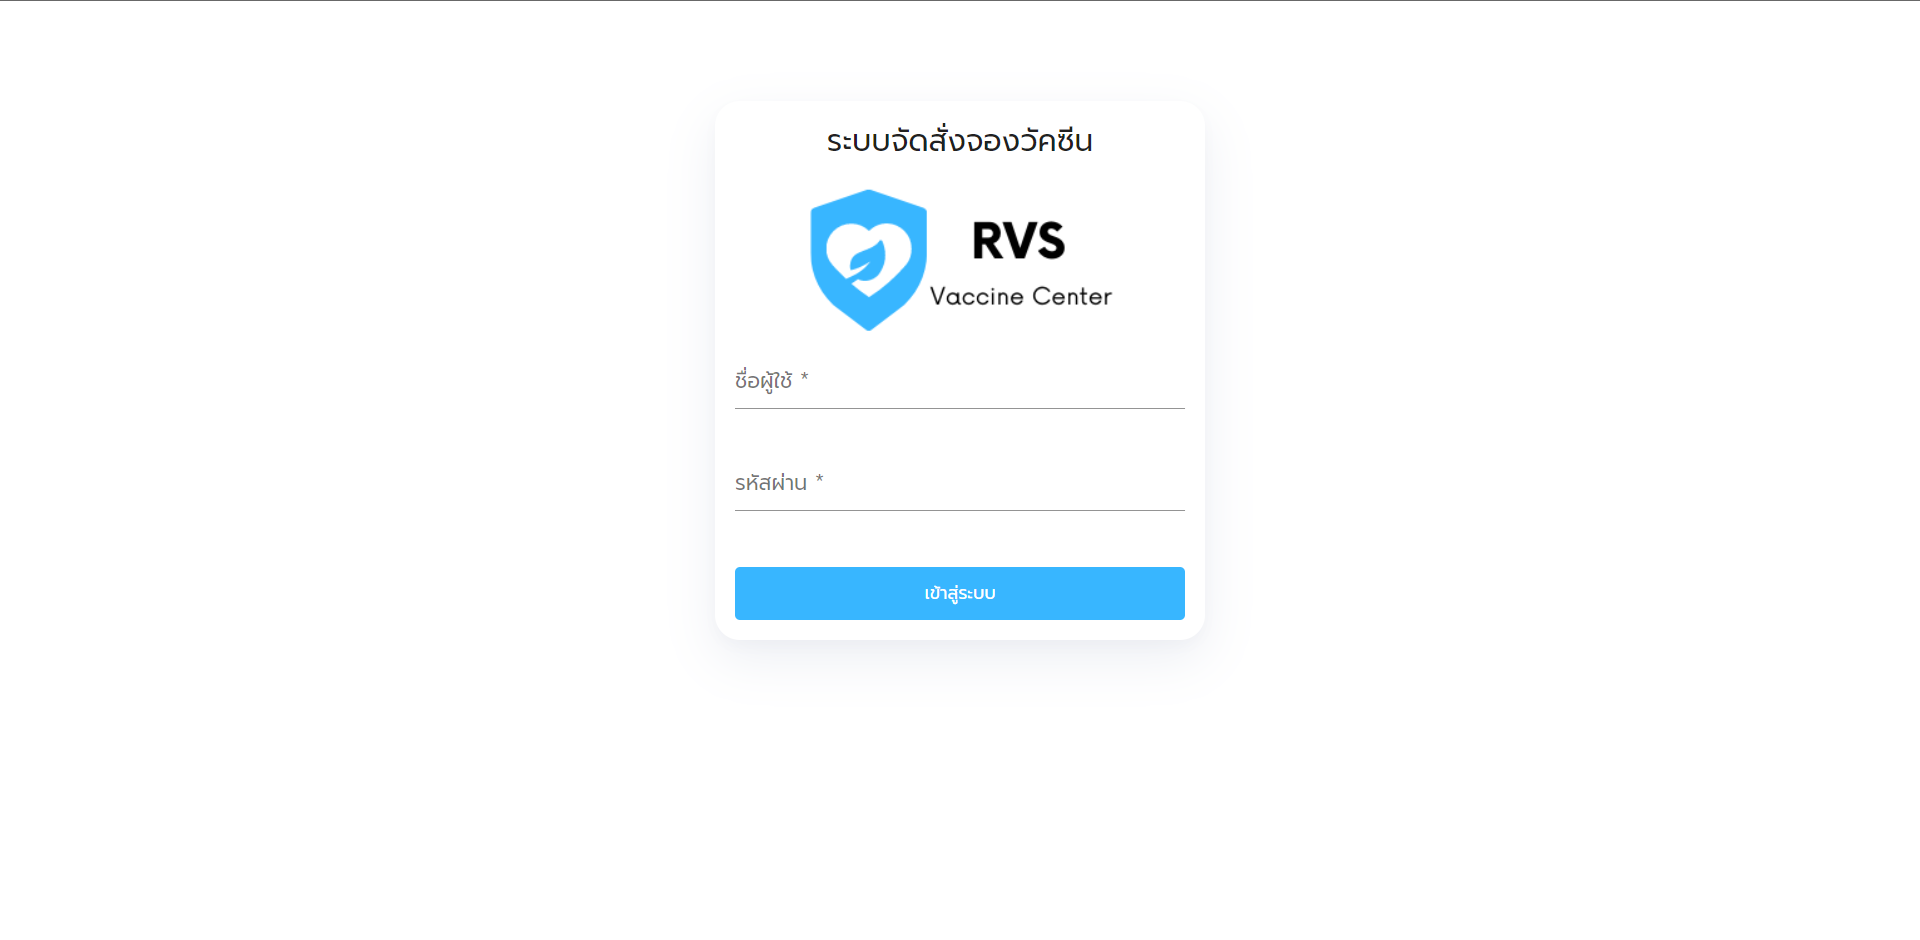 ระบบจัดสั่งจองวัคซีน
RVS
Vaccine Center
ชื่อผู้ใช้ *
รหัสผ่าน *
เข้าสู่ระบบ